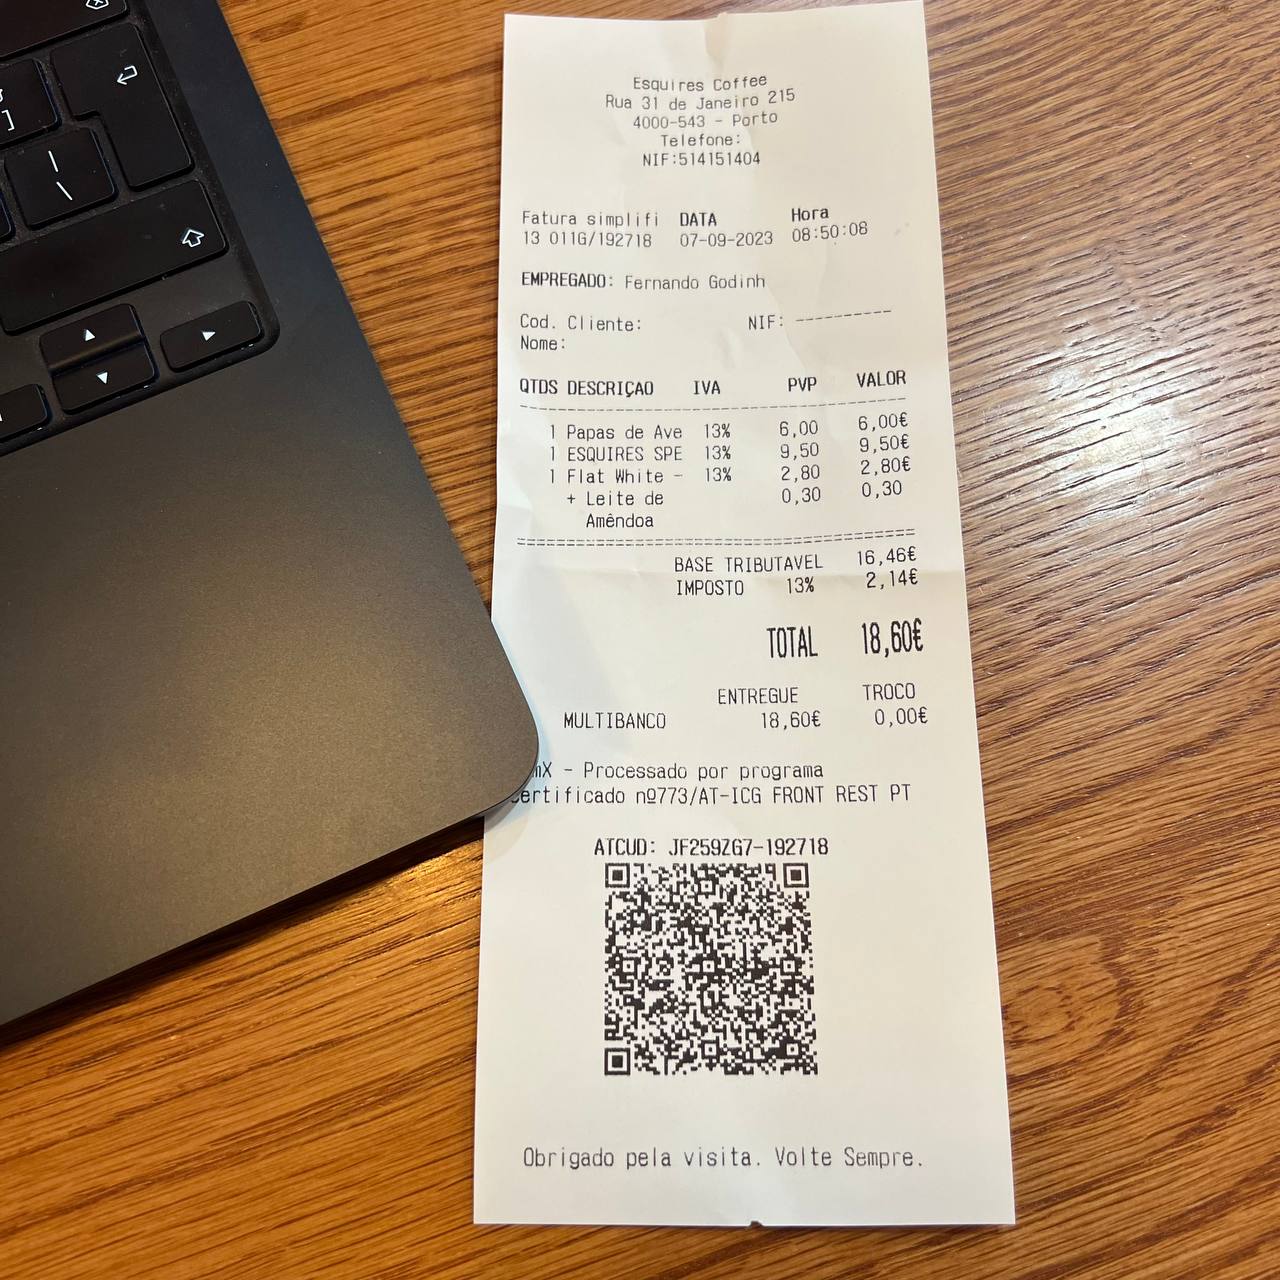 Esquires Coffee
Rua 31 de Janeiro 215
4000-543 - Porto
Telefone:
NIF:514151404
Fatura simplifi DATA Hora
13 011G/192718 07-09-2023 08:50:08
EMPREGADO: Fernando Godinh
Cod. Cliente: NIF: ----------
Nome:
QTDS DESCRIÇAO IVA PVP VALOR
1 Papas de Ave 13% 6,00 6,00€
1 ESQUIRES SPE 13% 9,50 9,50€
1 Flat White - 13% 2,80 2,80€
+ Leite de 0,30 0,30
Amêndoa
BASE TRIBUTAVEL 16,46€
IMPOSTO 13% 2,14€
TOTAL 18,60€
ENTREGUE TROCO
MULTIBANCO 18,60€ 0,00€
mX - Processado por programa
certificado nº773/AT-ICG FRONT REST PT
ATCUD: JF259ZG7-192718
Obrigado pela visita. Volte Sempre.